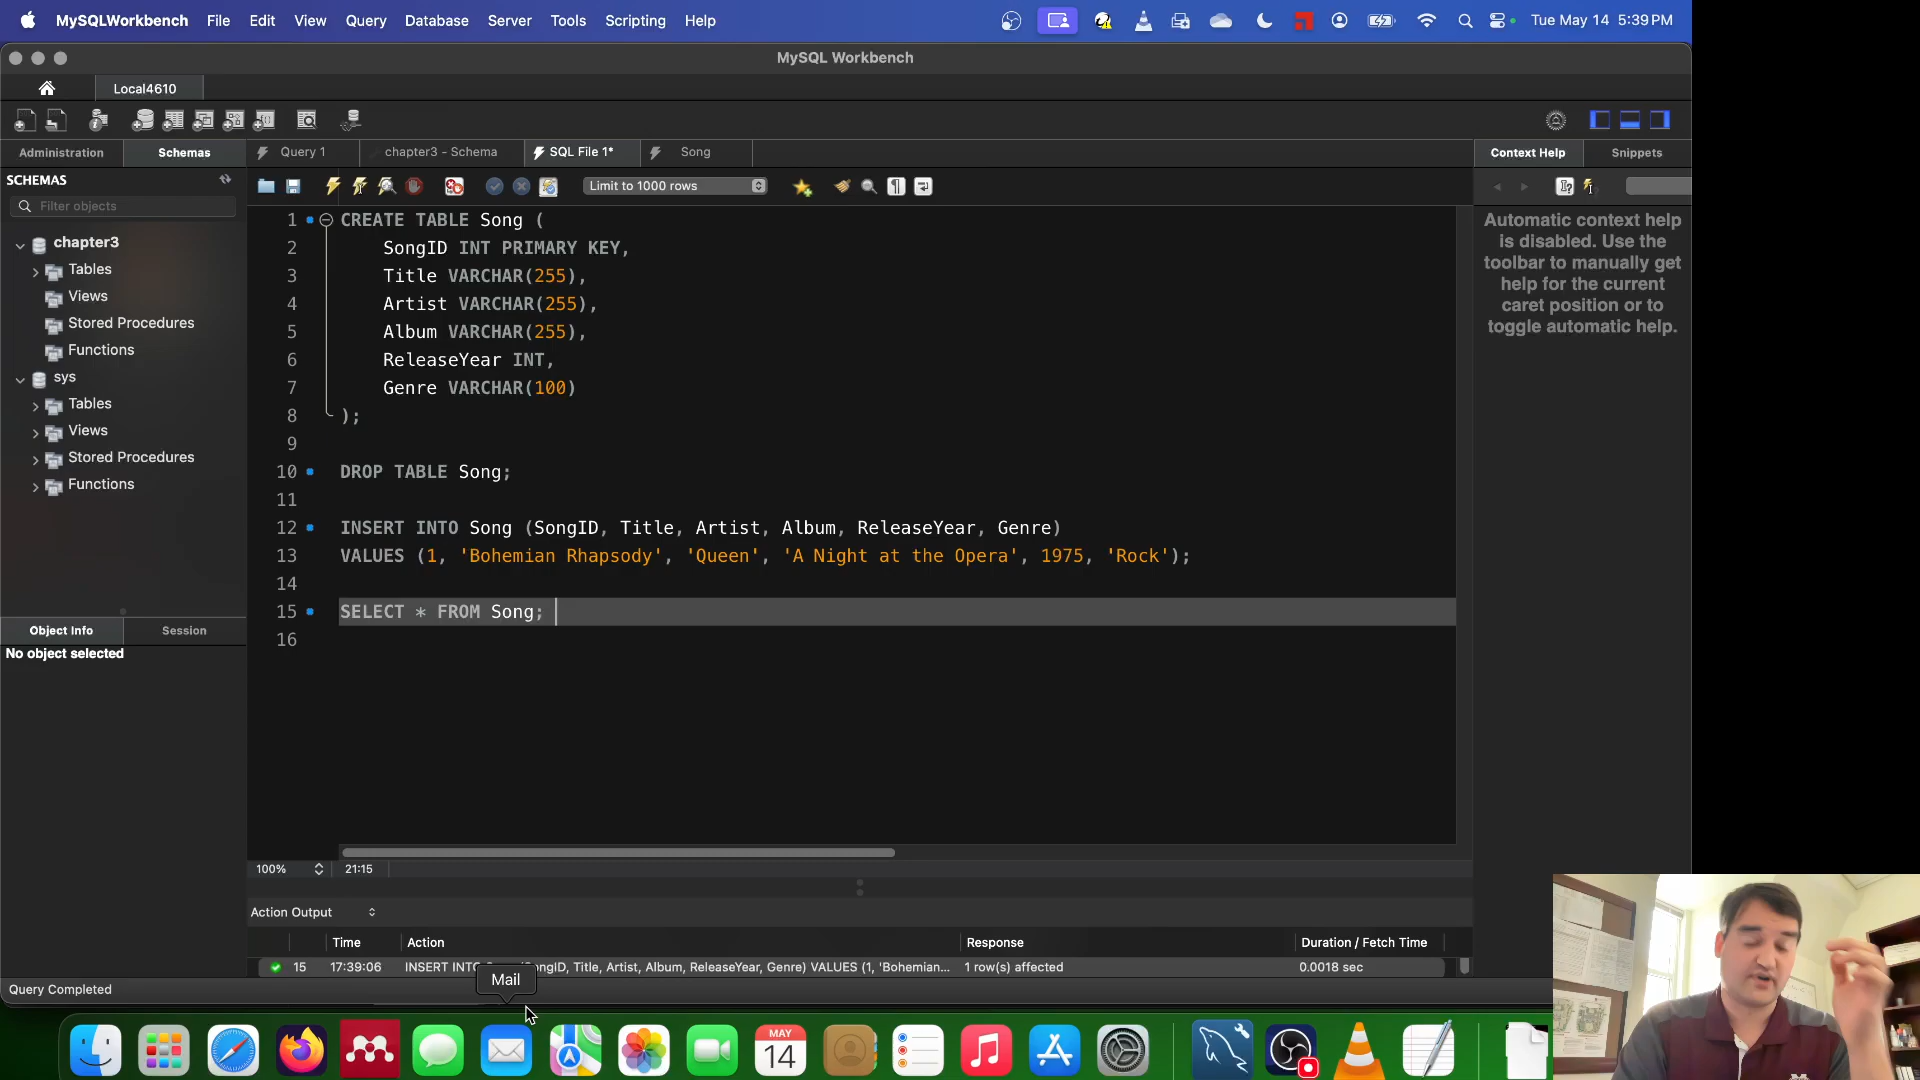 MySQLWorkbench File Edit View Query Database Server Tools Scripting Help Tue May 14 5:39 PM
MySQL Workbench
Local4610
Administration Schemas Query 1 chapter3 - Schema SQL File 1* Song Context Help Snippets
SCHEMAS
Limit to 1000 rows
Filter objects
chapter3
Tables
Views
Stored Procedures
Functions
sys
Tables
Views
Stored Procedures
Functions
Object Info Session
No object selected
1 CREATE TABLE Song (
2 SongID INT PRIMARY KEY,
3 Title VARCHAR(255),
4 Artist VARCHAR(255),
5 Album VARCHAR(255),
6 ReleaseYear INT,
7 Genre VARCHAR(100)
8 );
9
10 DROP TABLE Song;
11
12 INSERT INTO Song (SongID, Title, Artist, Album, ReleaseYear, Genre)
13 VALUES (1, 'Bohemian Rhapsody', 'Queen', 'A Night at the Opera', 1975, 'Rock');
14
15 SELECT * FROM Song;
16
Automatic context help
is disabled. Use the
toolbar to manually get
help for the current
caret position or to
toggle automatic help.
100% 21:15
Action Output
Time Action Response Duration / Fetch Time
15 17:39:06 INSERT INTO SongID, Title, Artist, Album, ReleaseYear, Genre) VALUES (1, 'Bohemian... 1 row(s) affected 0.0018 sec
Mail
Query Completed
MAY
14